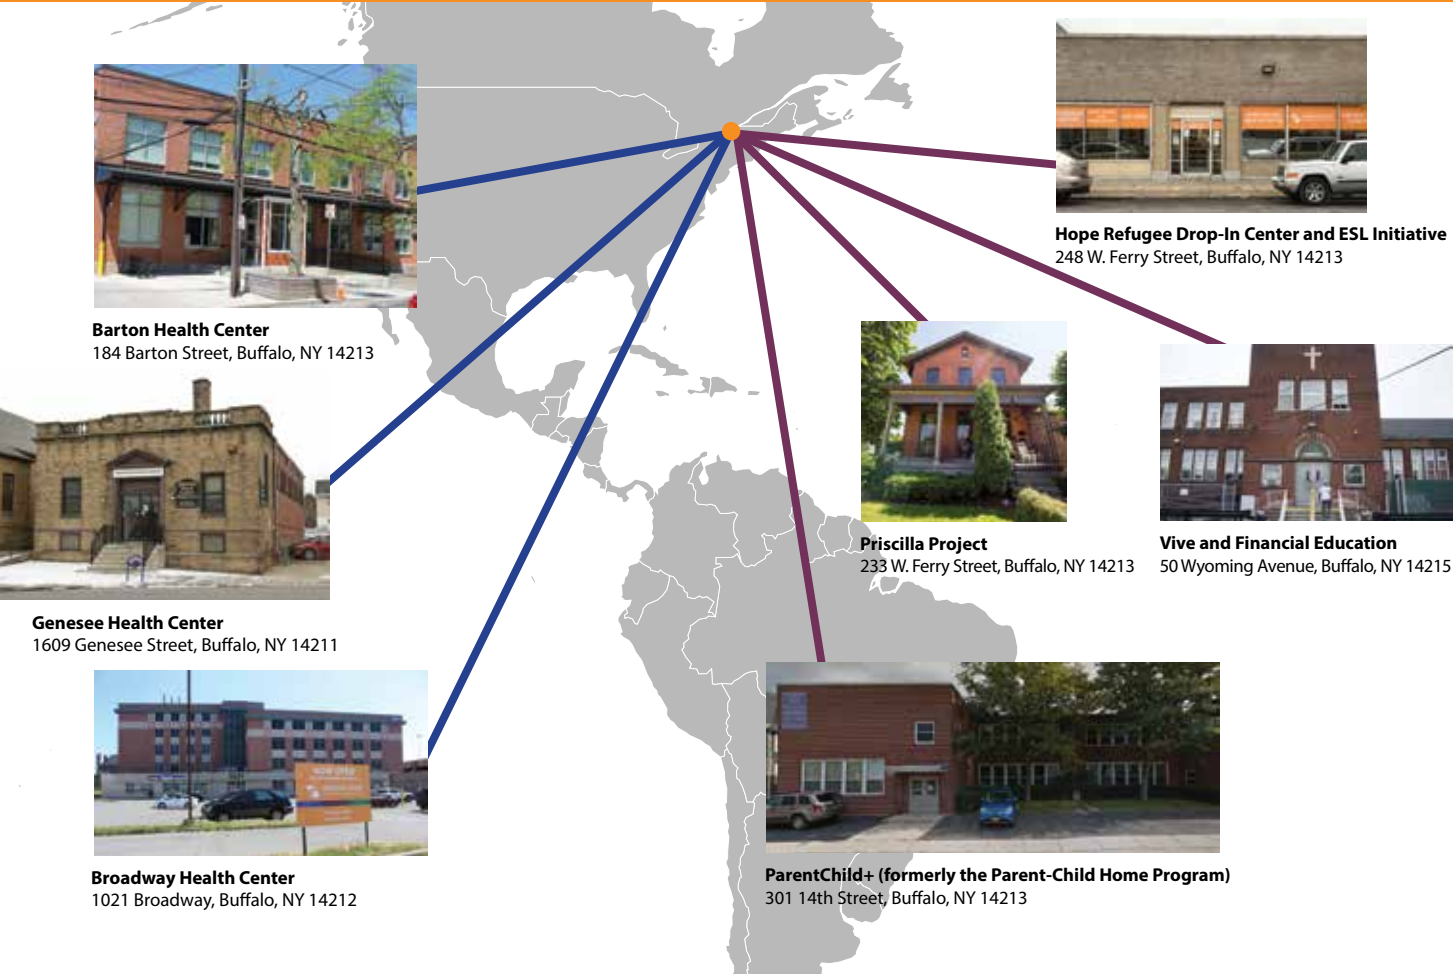 Hope Refugee Drop-In Center and ESL Initiative
248 W. Ferry Street, Buffalo, NY 14213
Barton Health Center
184 Barton Street, Buffalo, NY 14213
Priscilla Project
233 W. Ferry Street, Buffalo, NY 14213
Vive and Financial Education
50 Wyoming Avenue, Buffalo, NY 14215
Genesee Health Center
1609 Genesee Street, Buffalo, NY 14211
NOW OPEN
Broadway Health Center
1021 Broadway, Buffalo, NY 14212
ParentChild+ (formerly the Parent-Child Home Program)
301 14th Street, Buffalo, NY 14213